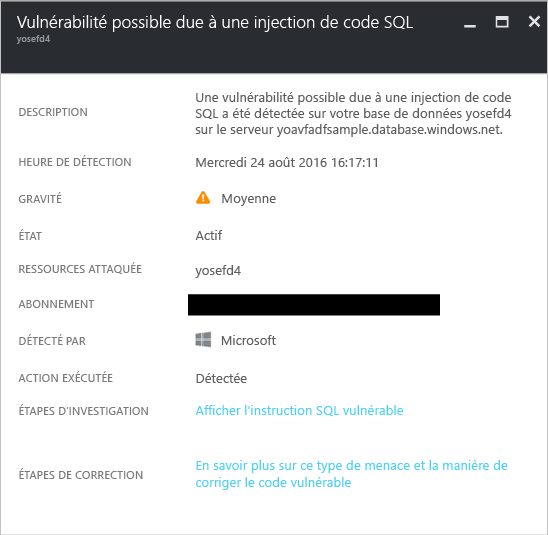 Vulnérabilité possible due à une injection de code SQL
yosefd4
DESCRIPTION
Une vulnérabilité possible due à une injection de code
SQL a été détectée sur votre base de données yosefd4
sur le serveur yoavfadfsample.database.windows.net.
HEURE DE DÉTECTION
Mercredi 24 août 2016 16:17:11
GRAVITÉ
Moyenne
ÉTAT
Actif
RESSOURCES ATTAQUÉE
yosefd4
ABONNEMENT
DÉTECTÉ PAR
Microsoft
ACTION EXÉCUTÉE
Détectée
ÉTAPES D'INVESTIGATION
Afficher l'instruction SQL vulnérable
ÉTAPES DE CORRECTION
En savoir plus sur ce type de menace et la manière de
corriger le code vulnérable